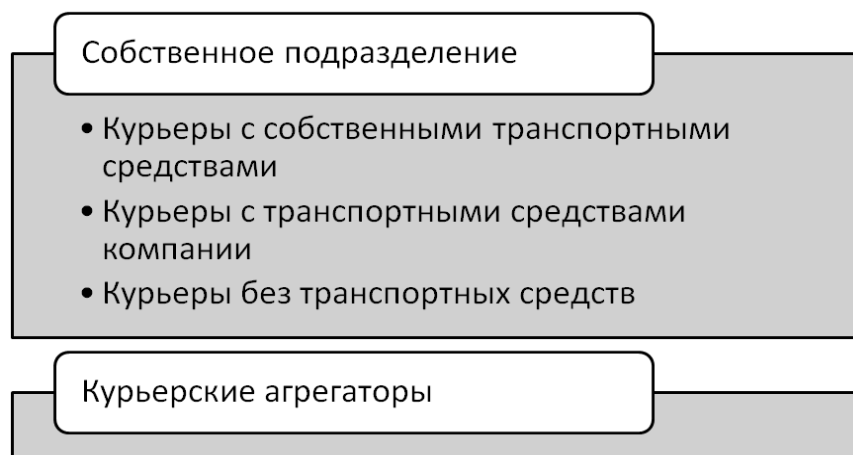 Собственное подразделение
• Курьеры с собственными транспортными
средствами
• Курьеры с транспортными средствами
компании
• Курьеры без транспортных средств
Курьерские агрегаторы